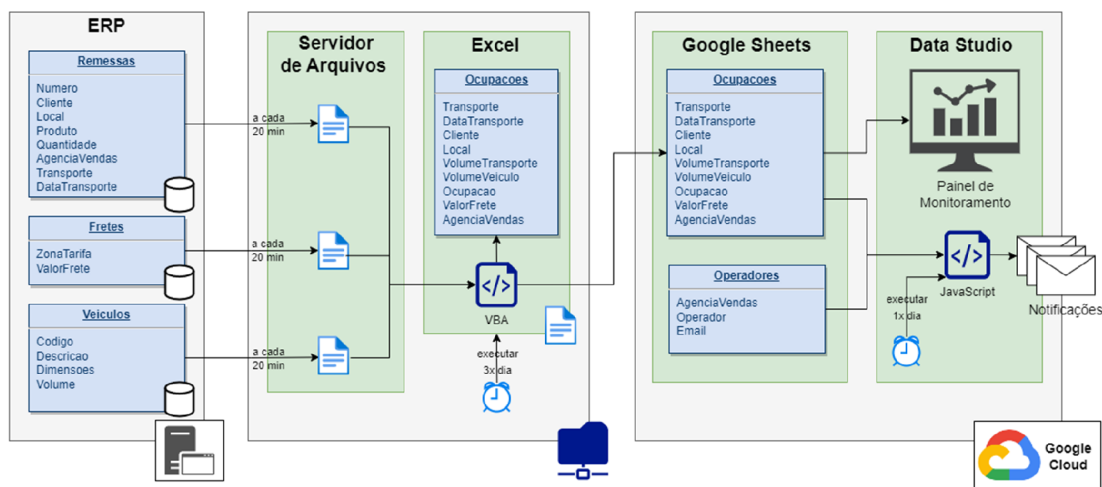 ERP
Remessas
Numero
Cliente
Local
Produto
Quantidade
AgenciaVendas
Transporte
DataTransporte
Fretes
ZonaTarifa
ValorFrete
Veiculos
Codigo
Descricao
Dimensoes
Volume
a cada
20 min
a cada
20 min
a cada
20 min
Servidor
de Arquivos
Excel
Ocupacoes
Transporte
DataTransporte
Cliente
Local
VolumeTransporte
VolumeVeiculo
Ocupacao
ValorFrete
AgenciaVendas
VBA
executar
3x dia
Google Sheets
Ocupacoes
Transporte
DataTransporte
Cliente
Local
VolumeTransporte
VolumeVeiculo
Ocupacao
ValorFrete
AgenciaVendas
Operadores
AgenciaVendas
Operador
Email
Data Studio
Painel de
Monitoramento
JavaScript
executar
1x dia
Notificações
Google
Cloud